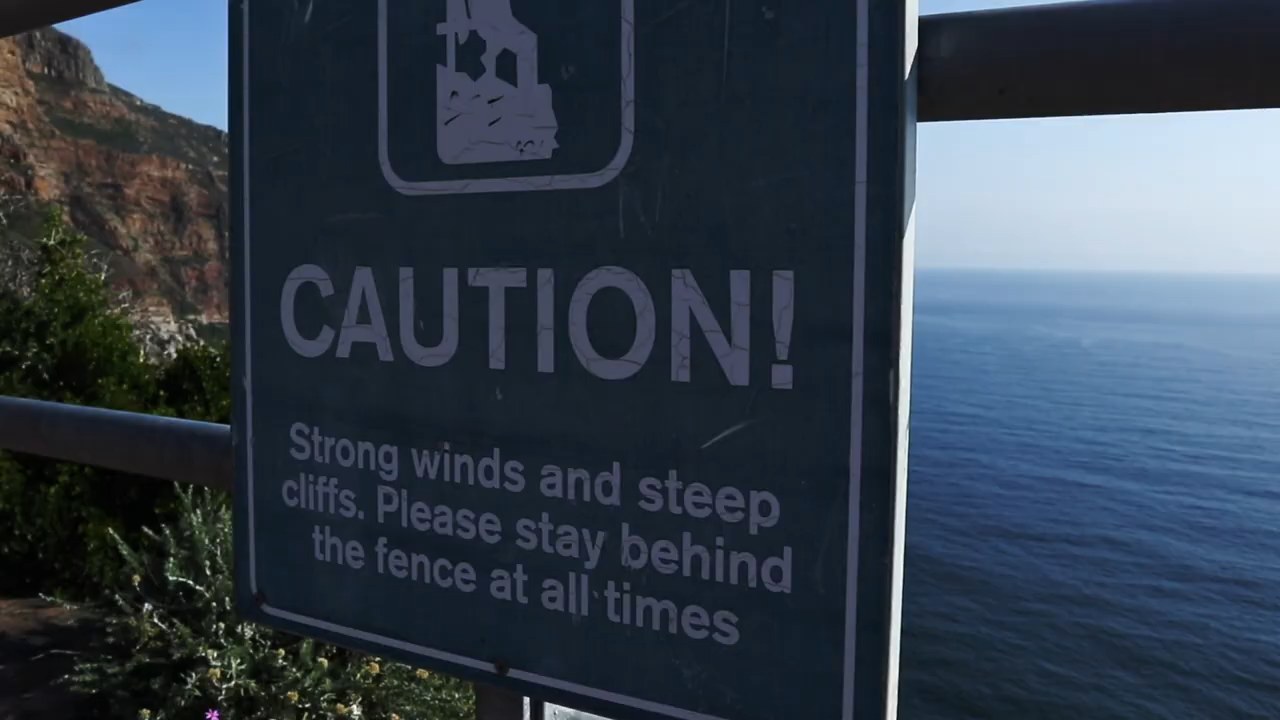 CAUTION!
Strong winds and steep
cliffs. Please stay behind
the fence at all times